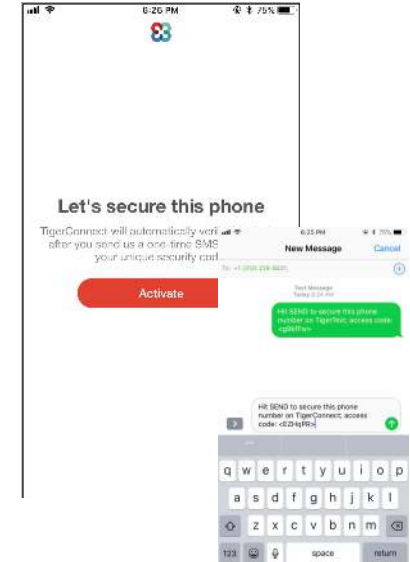 6:26 PM
75%
Let's secure this phone
TigerConnect will automatically veri
after you send us a one-time SMS
your unique security cod
Activate
6:25 PM
New Message
Cancel
To:
Text Message
Hit SEND to secure this phone
number on TigerText, access code:
Hit SEND to secure this phone
number on TigerConnect, access
code:
q w e r t y u i o p
a s d f g h j k l
z x c v b n m
123
space
return